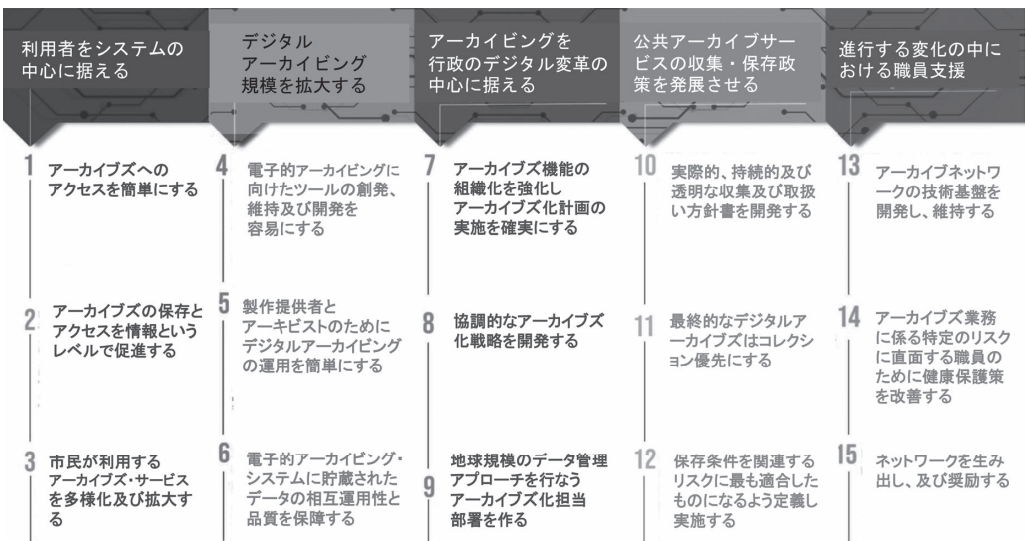 利用者をシステムの
中心に据える
1
アーカイブズへの
アクセスを簡単にする
2
アーカイブズの保存と
アクセスを情報という
レベルで促進する
3
市民が利用する
アーカイブズ・サービス
を多様化及び拡大す
る
デジタル
アーカイビング
規模を拡大する
4
電子的アーカイビングに
向けたツールの創発、
維持及び開発を
容易にする
5
製作提供者と
アーキビストのために
デジタルアーカイビング
の運用を簡単にする
6
電子的アーカイビング・
システムに貯蔵された
データの相互運用性と
品質を保障する
アーカイビングを
行政のデジタル変革の
中心に据える
7
アーカイブズ機能の
組織化を強化し
アーカイブズ化計画の
実施を確実にする
8
協調的なアーカイブズ
化戦略を開発する
9
地球規模のデータ管理
アプローチを行なう
アーカイブズ化担当
部署を作る
公共アーカイブサー
ビスの収集・保存政
策を発展させる
10
実際的、持続的及び
透明な収集及び取扱
い方針書を開発する
11
最終的なデジタルア
ーカイブズはコレクシ
ョン優先にする
12
保存条件を関連する
リスクに最も適合した
ものになるよう定義し
実施する
進行する変化の中に
おける職員支援
13
アーカイブネットワ
ークの技術基盤を
開発し、維持する
14
アーカイブズ業務
に係る特定のリスク
に直面する職員の
ために健康保護策
を改善する
15
ネットワークを生み
出し、及び奨励する